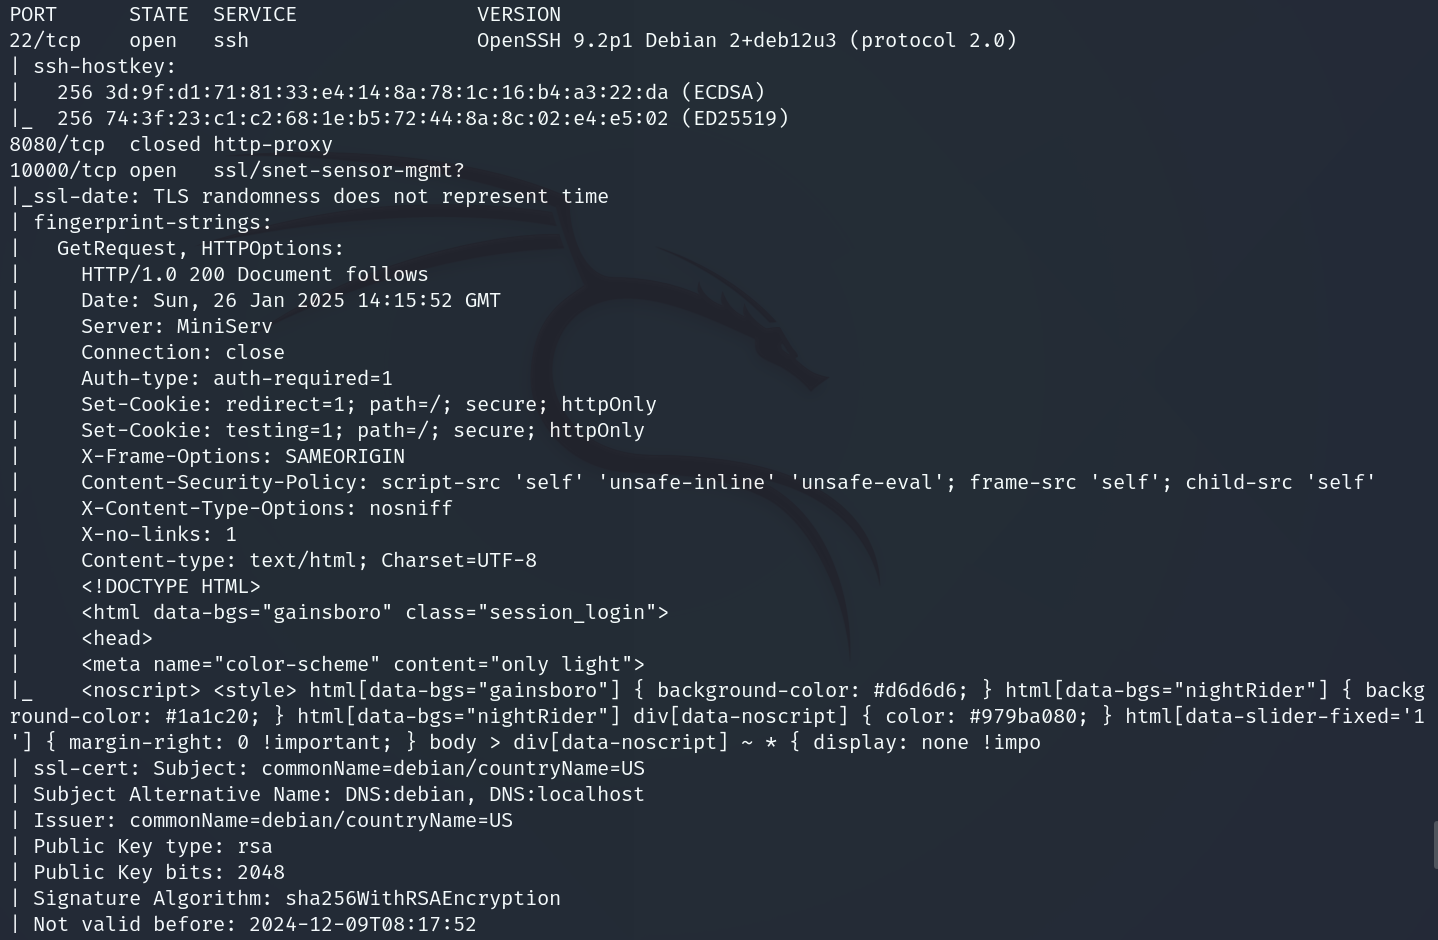 PORT      STATE  SERVICE               VERSION
22/tcp    open   ssh                   OpenSSH 9.2p1 Debian 2+deb12u3 (protocol 2.0)
| ssh-hostkey:
|   256 3d:9f:d1:71:81:33:e4:14:8a:78:1c:16:b4:a3:22:da (ECDSA)
|_  256 74:3f:23:c1:c2:68:1e:b5:72:44:8a:8c:02:e4:e5:02 (ED25519)
8080/tcp  closed http-proxy
10000/tcp open   ssl/snet-sensor-mgmt?
|_ssl-date: TLS randomness does not represent time
| fingerprint-strings:
|   GetRequest, HTTPOptions:
|     HTTP/1.0 200 Document follows
|     Date: Sun, 26 Jan 2025 14:15:52 GMT
|     Server: MiniServ
|     Connection: close
|     Auth-type: auth-required=1
|     Set-Cookie: redirect=1; path=/; secure; httpOnly
|     Set-Cookie: testing=1; path=/; secure; httpOnly
|     X-Frame-Options: SAMEORIGIN
|     Content-Security-Policy: script-src 'self' 'unsafe-inline' 'unsafe-eval'; frame-src 'self'; child-src 'self'
|     X-Content-Type-Options: nosniff
|     X-no-links: 1
|     Content-type: text/html; Charset=UTF-8
|     <!DOCTYPE HTML>
|     <html data-bgs="gainsboro" class="session_login">
|     <head>
|     <meta name="color-scheme" content="only light">
|_    <noscript> <style> html[data-bgs="gainsboro"] { background-color: #d6d6d6; } html[data-bgs="nightRider"] { backg
round-color: #1a1c20; } html[data-bgs="nightRider"] div[data-noscript] { color: #979ba080; } html[data-slider-fixed='1
'] { margin-right: 0 !important; } body > div[data-noscript] ~ * { display: none !impo
| ssl-cert: Subject: commonName=debian/countryName=US
| Subject Alternative Name: DNS:debian, DNS:localhost
| Issuer: commonName=debian/countryName=US
| Public Key type: rsa
| Public Key bits: 2048
| Signature Algorithm: sha256WithRSAEncryption
| Not valid before: 2024-12-09T08:17:52